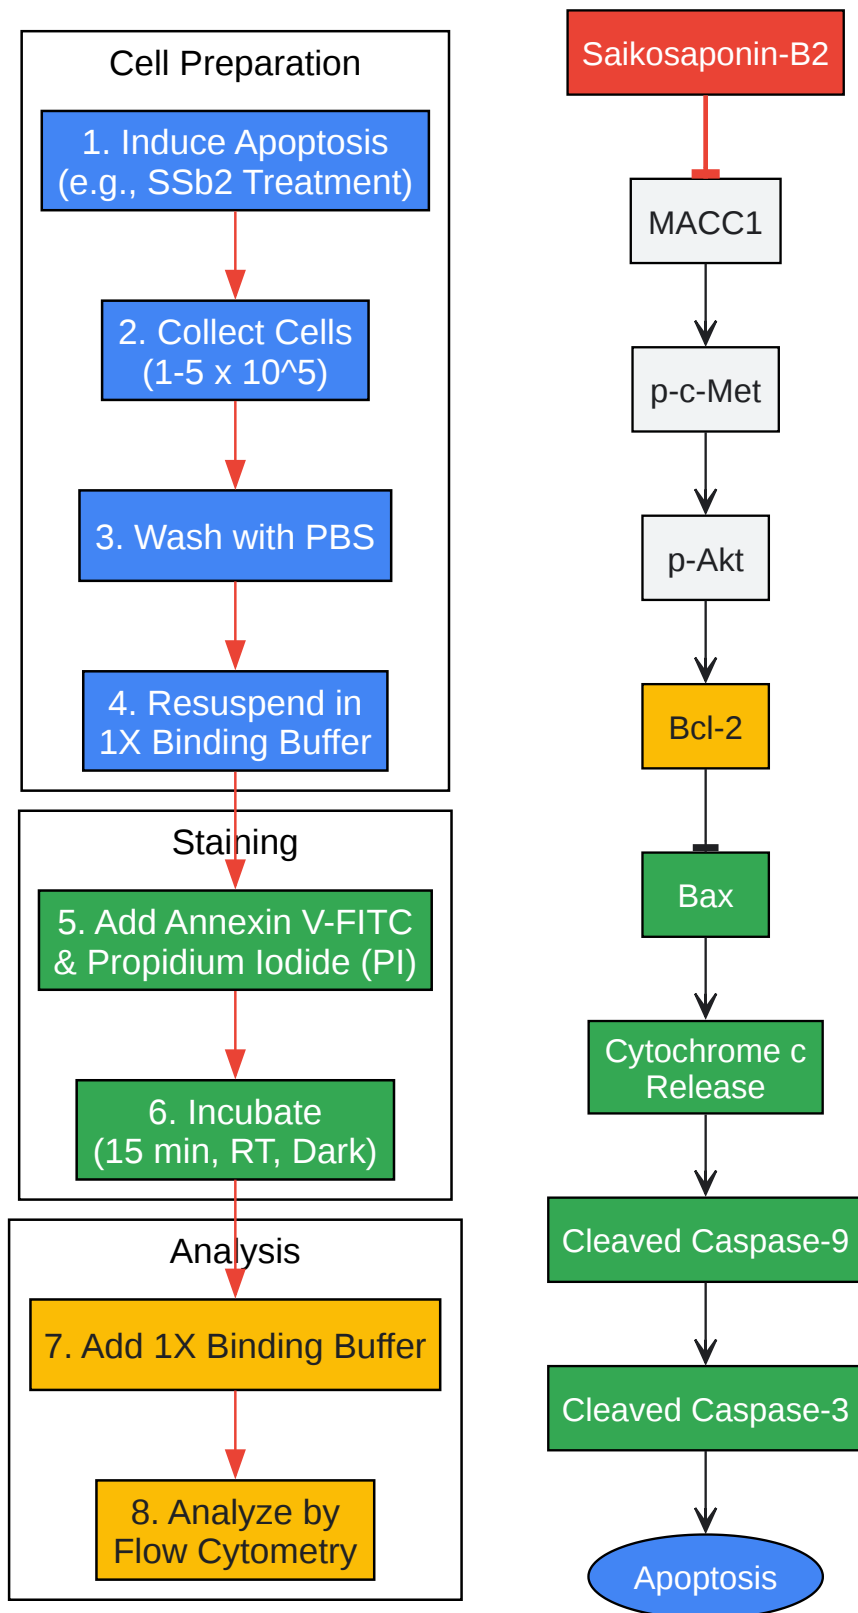 Cell Preparation
1. Induce Apoptosis
(e.g., SSb2 Treatment)
2. Collect Cells
(1-5 x 10^5)
3. Wash with PBS
4. Resuspend in
1X Binding Buffer
Staining
5. Add Annexin V-FITC
& Propidium Iodide (PI)
6. Incubate
(15 min, RT, Dark)
Analysis
7. Add 1X Binding Buffer
8. Analyze by
Flow Cytometry
Saikosaponin-B2
MACC1
p-c-Met
p-Akt
Bcl-2
Bax
Cytochrome c
Release
Cleaved Caspase-9
Cleaved Caspase-3
Apoptosis